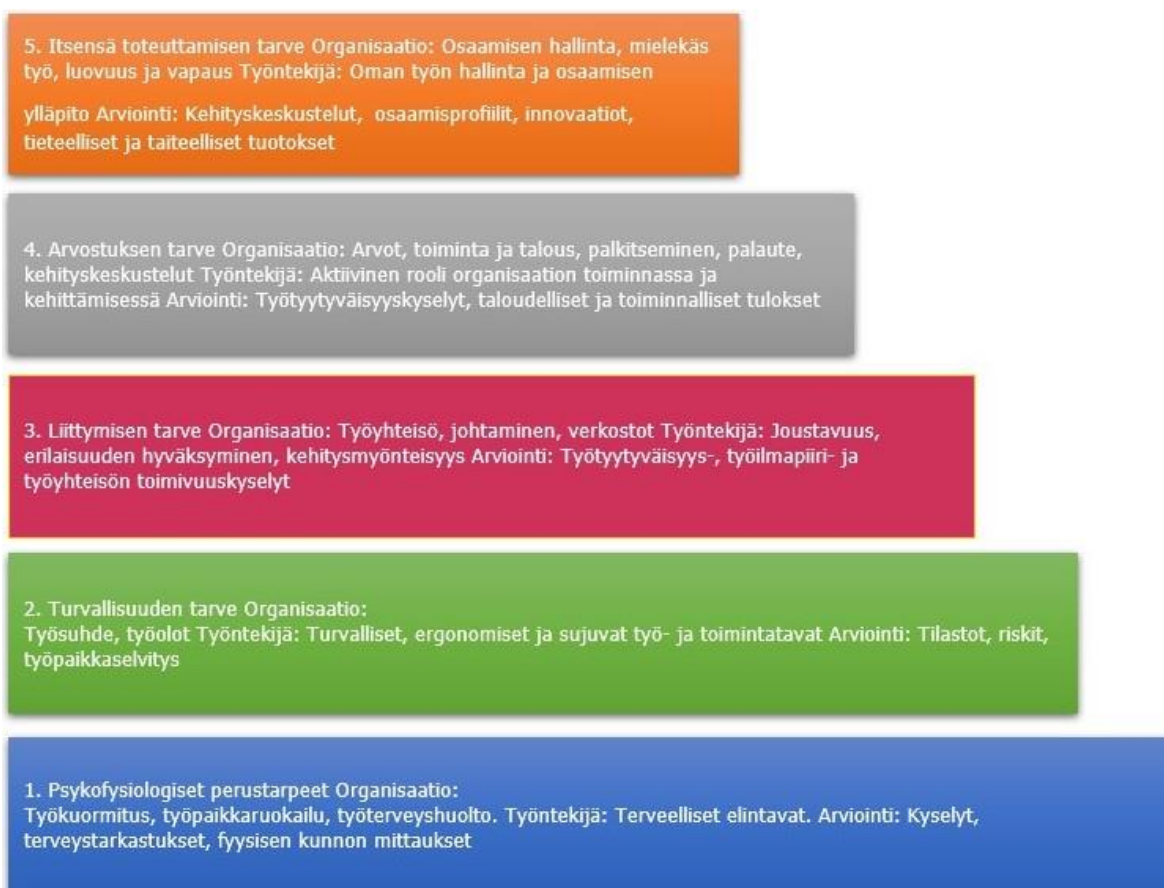 5. Itsensä toteuttamisen tarve Organisaatio: Osaamisen hallinta, mielekäs
työ, luovuus ja vapaus Työntekijä: Oman työn hallinta ja osaamisen
ylläpito Arviointi: Kehityskeskustelut, osaamisprofiilit, innovaatiot,
tieteelliset ja taiteelliset tuotokset
4. Arvostuksen tarve Organisaatio: Arvot, toiminta ja talous, palkitseminen, palaute,
kehityskeskustelut Työntekijä: Aktiivinen rooli organisaation toiminnassa ja
kehittämisessä Arviointi: Työtyytyväisyyskyselyt, taloudelliset ja toiminnalliset tulokset
3. Liittymisen tarve Organisaatio: Työyhteisö, johtaminen, verkostot Työntekijä: Joustavuus,
erilaisuuden hyväksyminen, kehitysmyönteisyys Arviointi: Työtyytyväisyys-, työilmapiiri- ja
työyhteisön toimivuuskyselyt
2. Turvallisuuden tarve Organisaatio:
Työsuhde, työolot Työntekijä: Turvalliset, ergonomiset ja sujuvat työ- ja toimintatavat Arviointi: Tilastot, riskit,
työpaikkaselvitys
1. Psykofysiologiset perustarpeet Organisaatio:
Työkuormitus, työpaikkaruokailu, työterveyshuolto. Työntekijä: Terveelliset elintavat. Arviointi: Kyselyt,
terveystarkastukset, fyysisen kunnon mittaukset